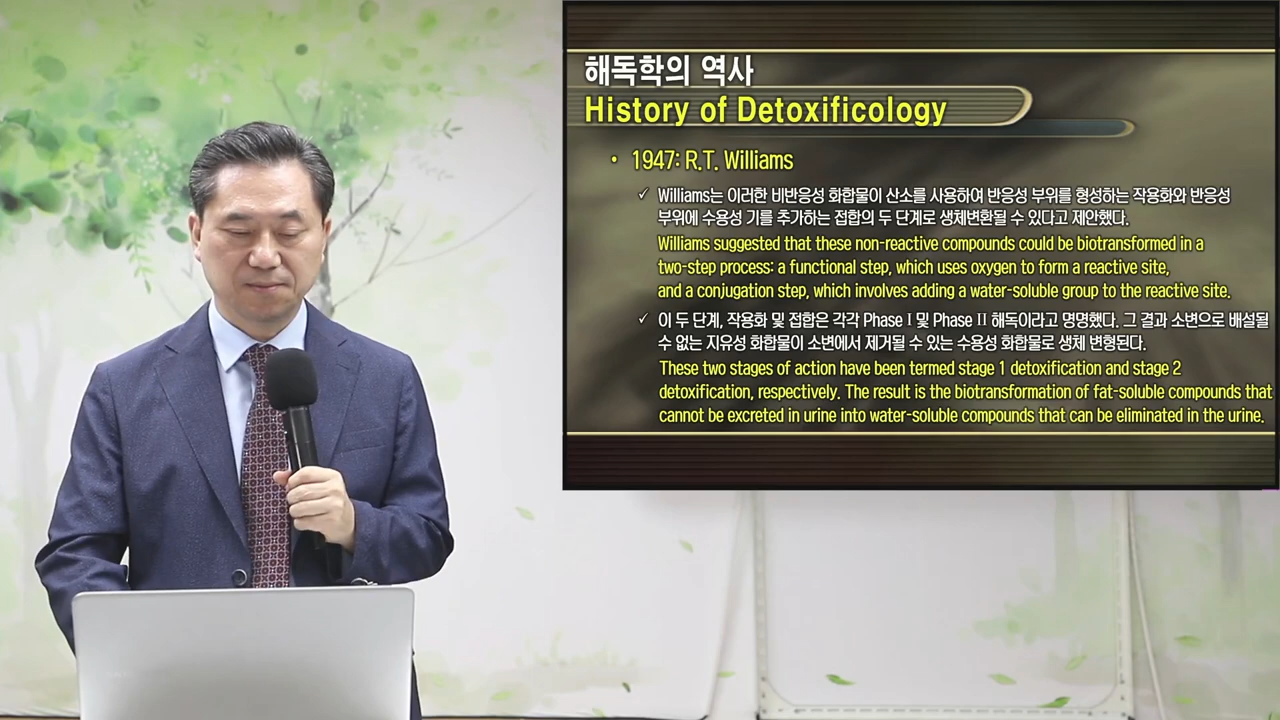 해독학의 역사
History of Detoxificology
• 1947: R.T. Williams
✓ Williams는 이러한 비반응성 화합물이 산소를 사용하여 반응성 부위를 형성하는 작용화와 반응성
부위에 수용성 기를 추가하는 접합의 두 단계로 생체변환될 수 있다고 제안했다.
Williams suggested that these non-reactive compounds could be biotransformed in a
two-step process: a functional step, which uses oxygen to form a reactive site,
and a conjugation step, which involves adding a water-soluble group to the reactive site.
✓ 이 두 단계, 작용화 및 접합은 각각 Phase Ⅰ 및 Phase Ⅱ 해독이라고 명명했다. 그 결과 소변으로 배설될
수 없는 지유성 화합물이 소변에서 제거될 수 있는 수용성 화합물로 생체 변형된다.
These two stages of action have been termed stage 1 detoxification and stage 2
detoxification, respectively. The result is the biotransformation of fat-soluble compounds that
cannot be excreted in urine into water-soluble compounds that can be eliminated in the urine.